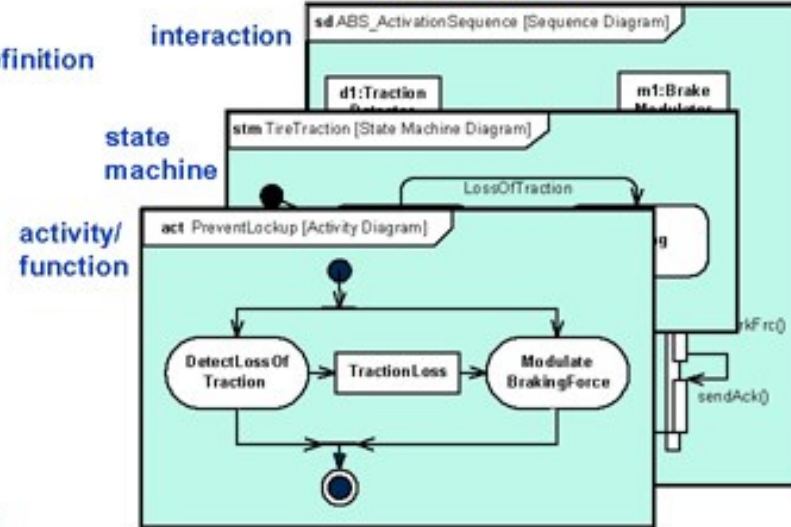 interaction
finition
sd ABS_ActivationSequence [Sequence Diagram]
d1:Traction
m1:Brake
state
machine
stm TireTraction [State Machine Diagram]
LossOfTraction
activity/
function
act PreventLockup [Activity Diagram]
g
DetectLossOf
Traction
TractionLoss
Modulate
BrakingForce
rkFrc()
sendAck()